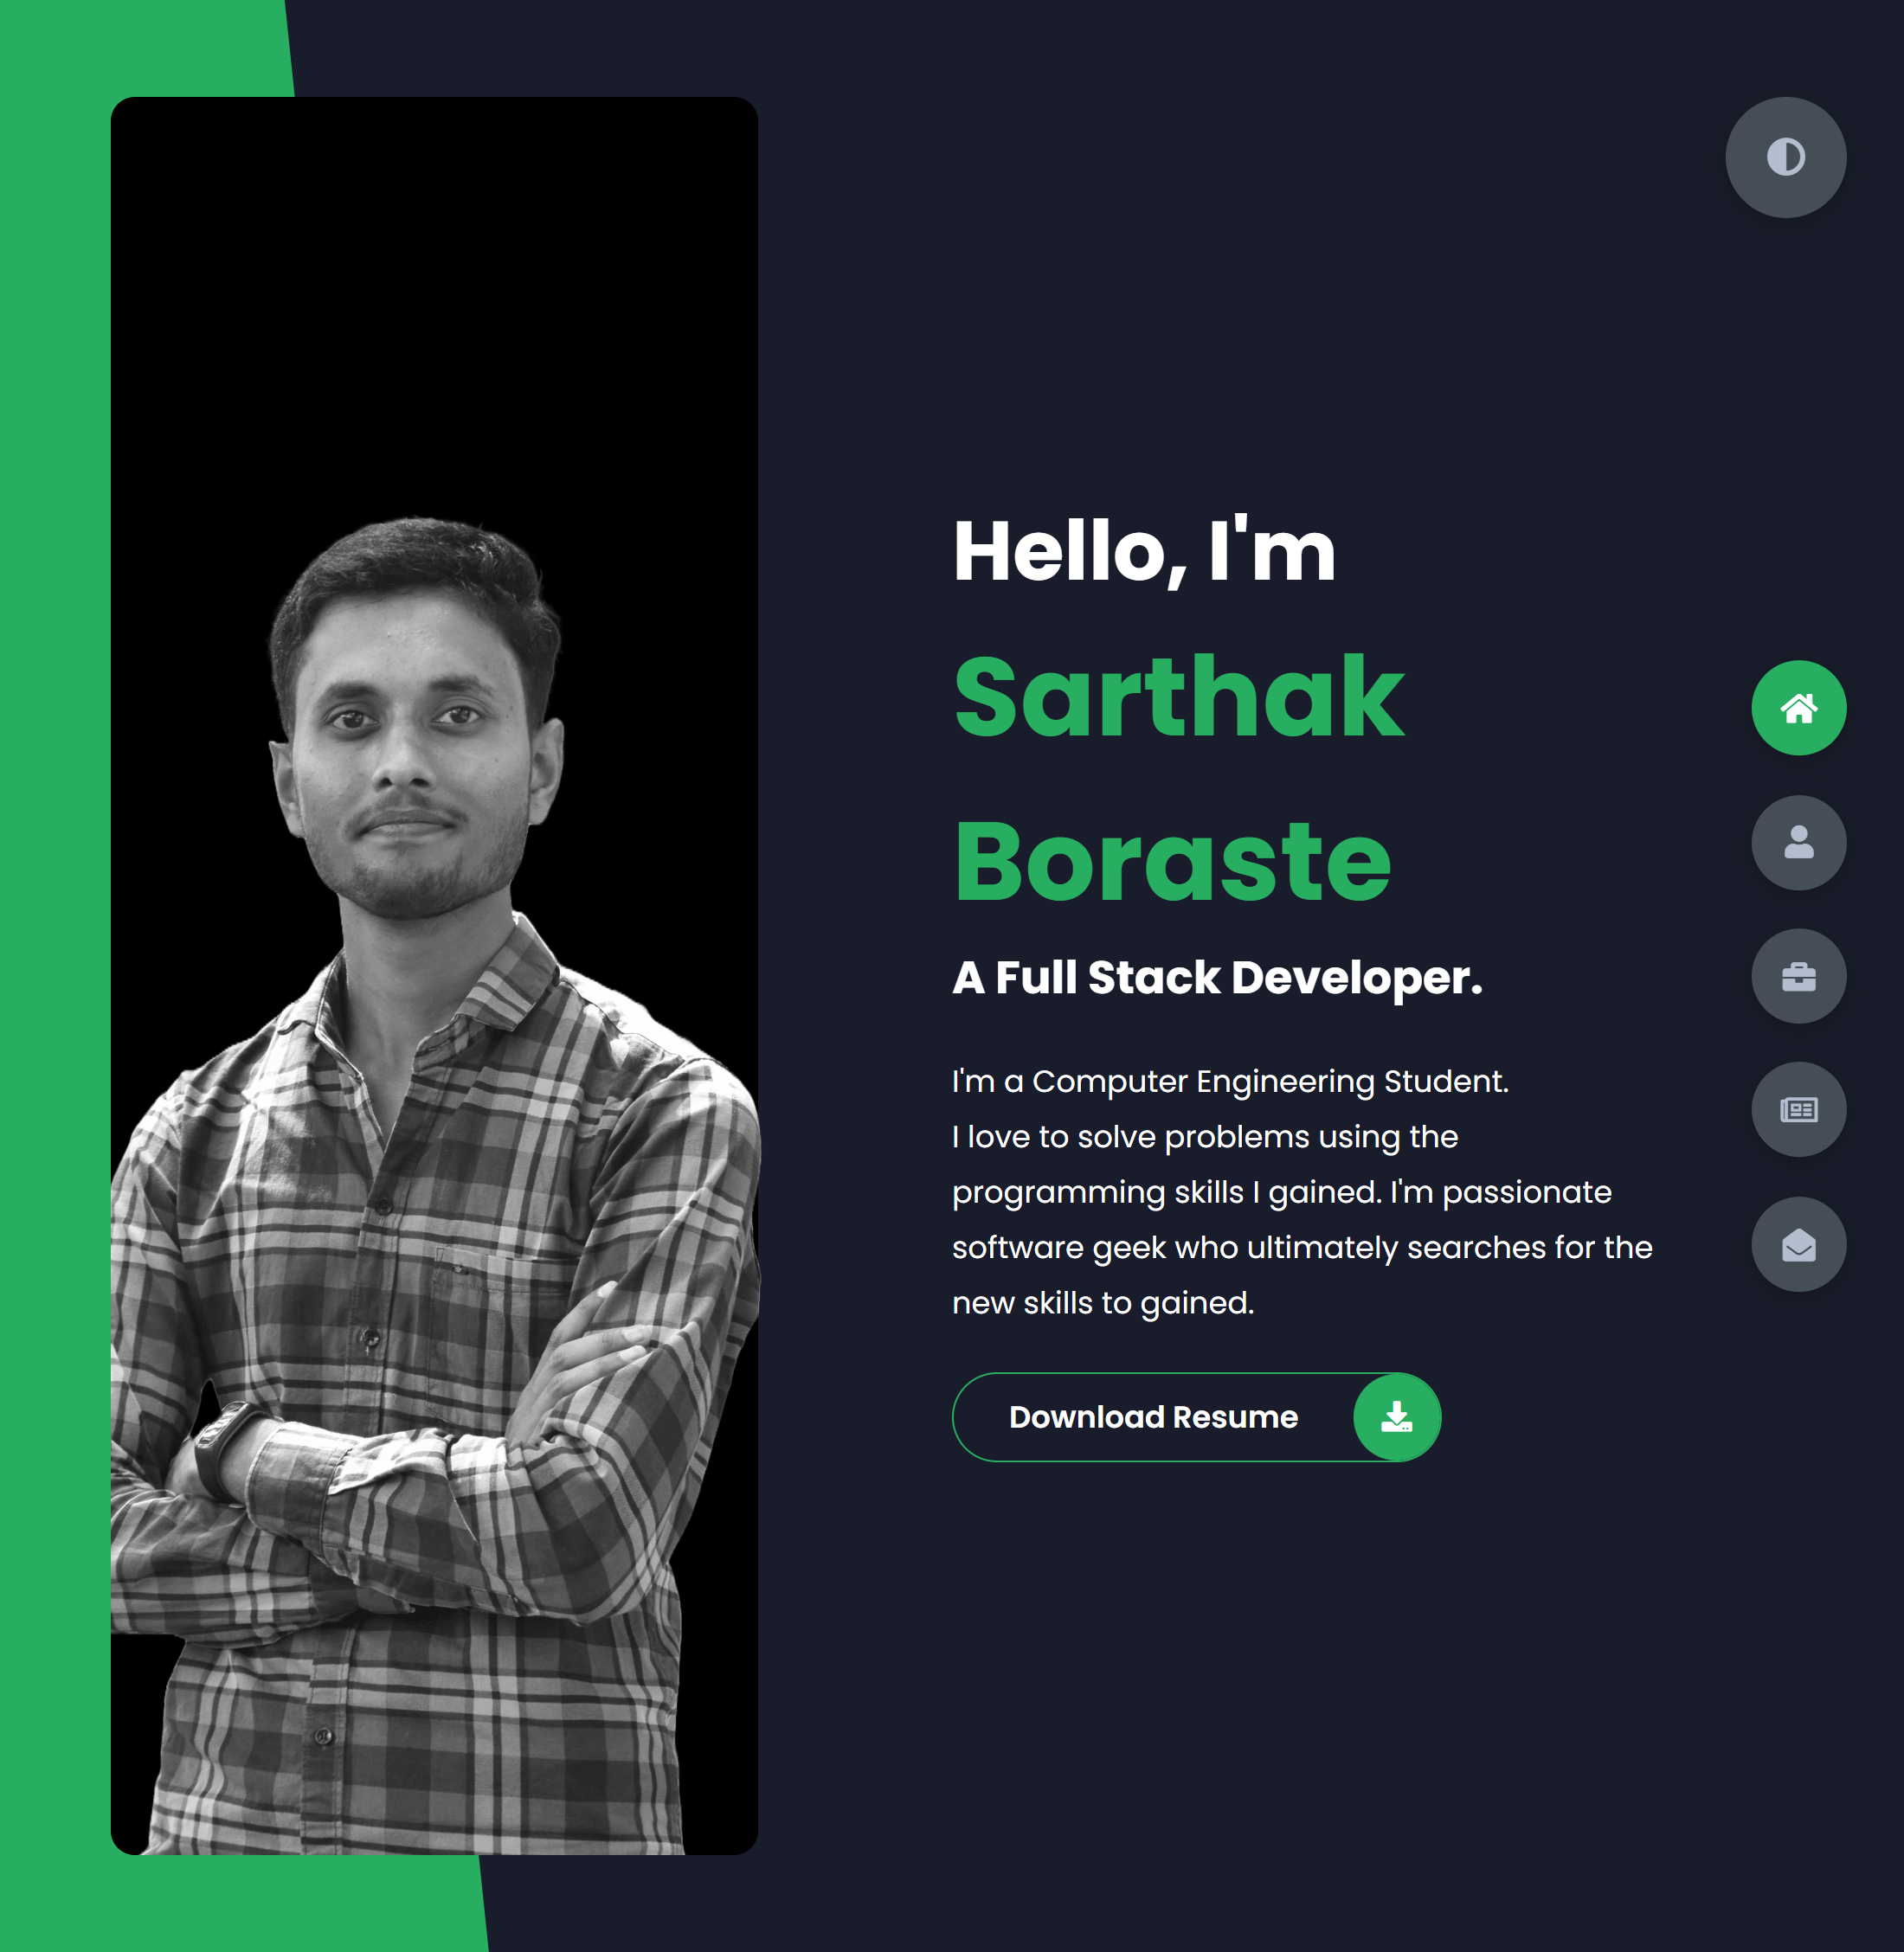 Hello, I'm
Sarthak
Boraste
A Full Stack Developer.
I'm a Computer Engineering Student.
I love to solve problems using the
programming skills I gained. I'm passionate
software geek who ultimately searches for the
new skills to gained.
Download Resume